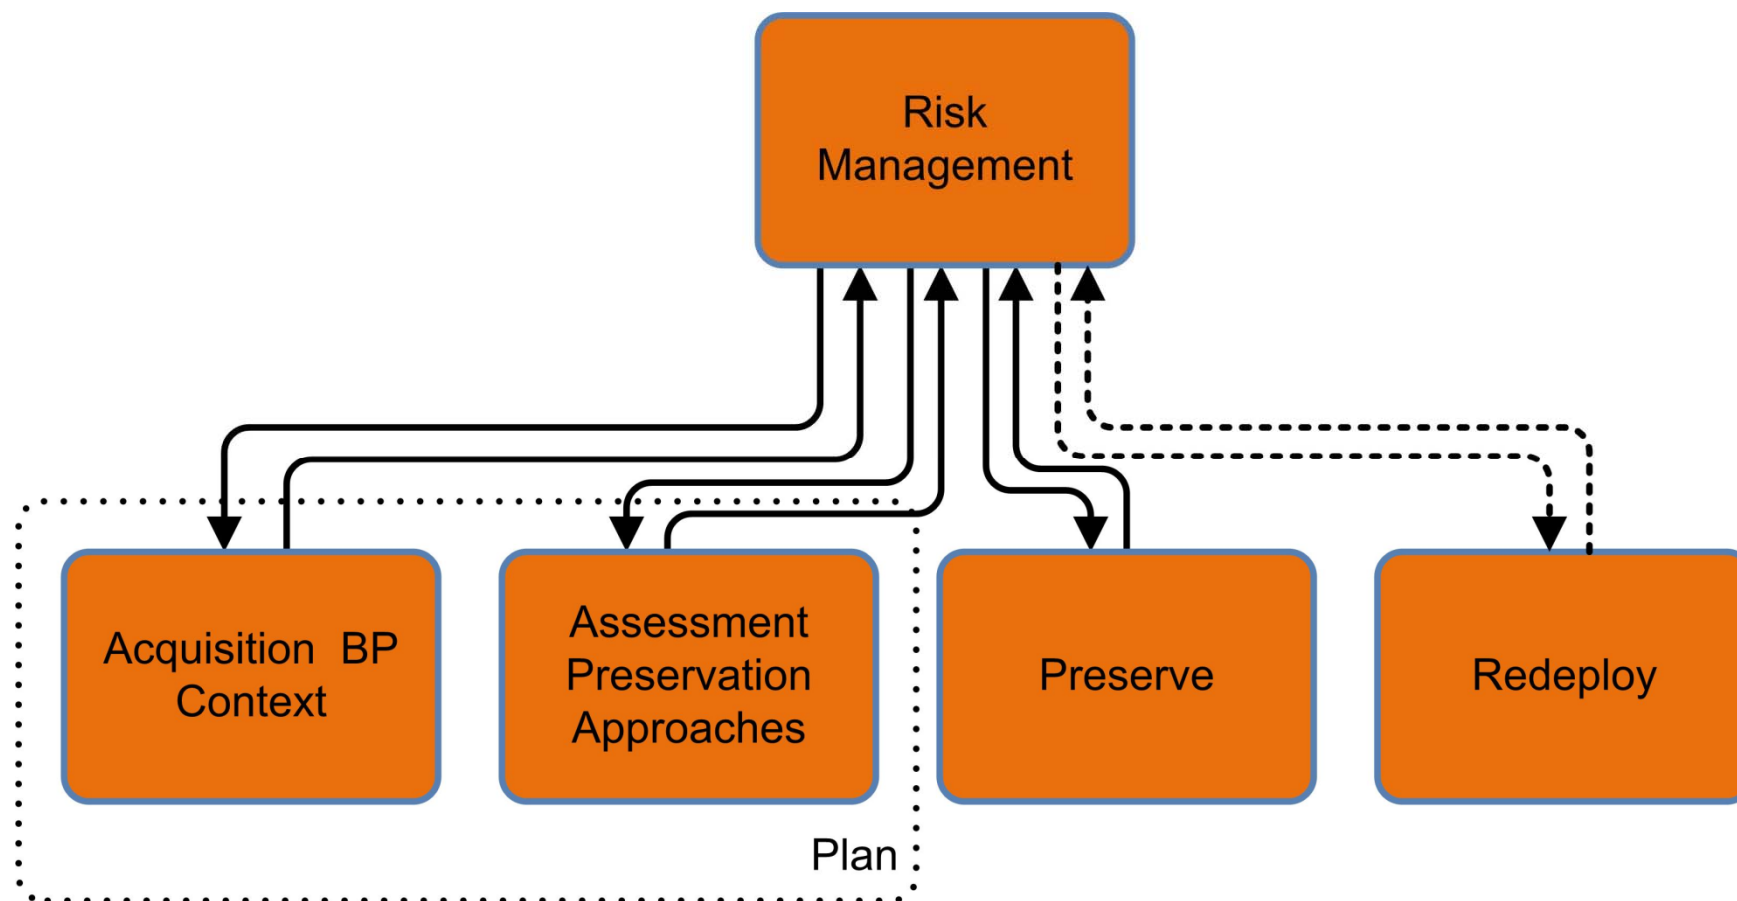 Risk
Management
Acquisition  BP
Context
Assessment
Preservation
Approaches
Preserve
Redeploy
Plan